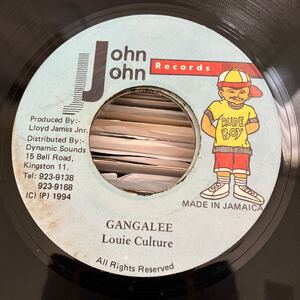 John
John
Records
RUDE
BOY
Produced By:-
Lloyd James Jnr.
Distributed By:-
Dynamic Sounds
15 Bell Road,
Kingston 11.
Tel: 923-9138
923-9168
(C) (P) 1994
MADE IN JAMAICA
GANGALEE
Louie Culture
All Rights Reserved